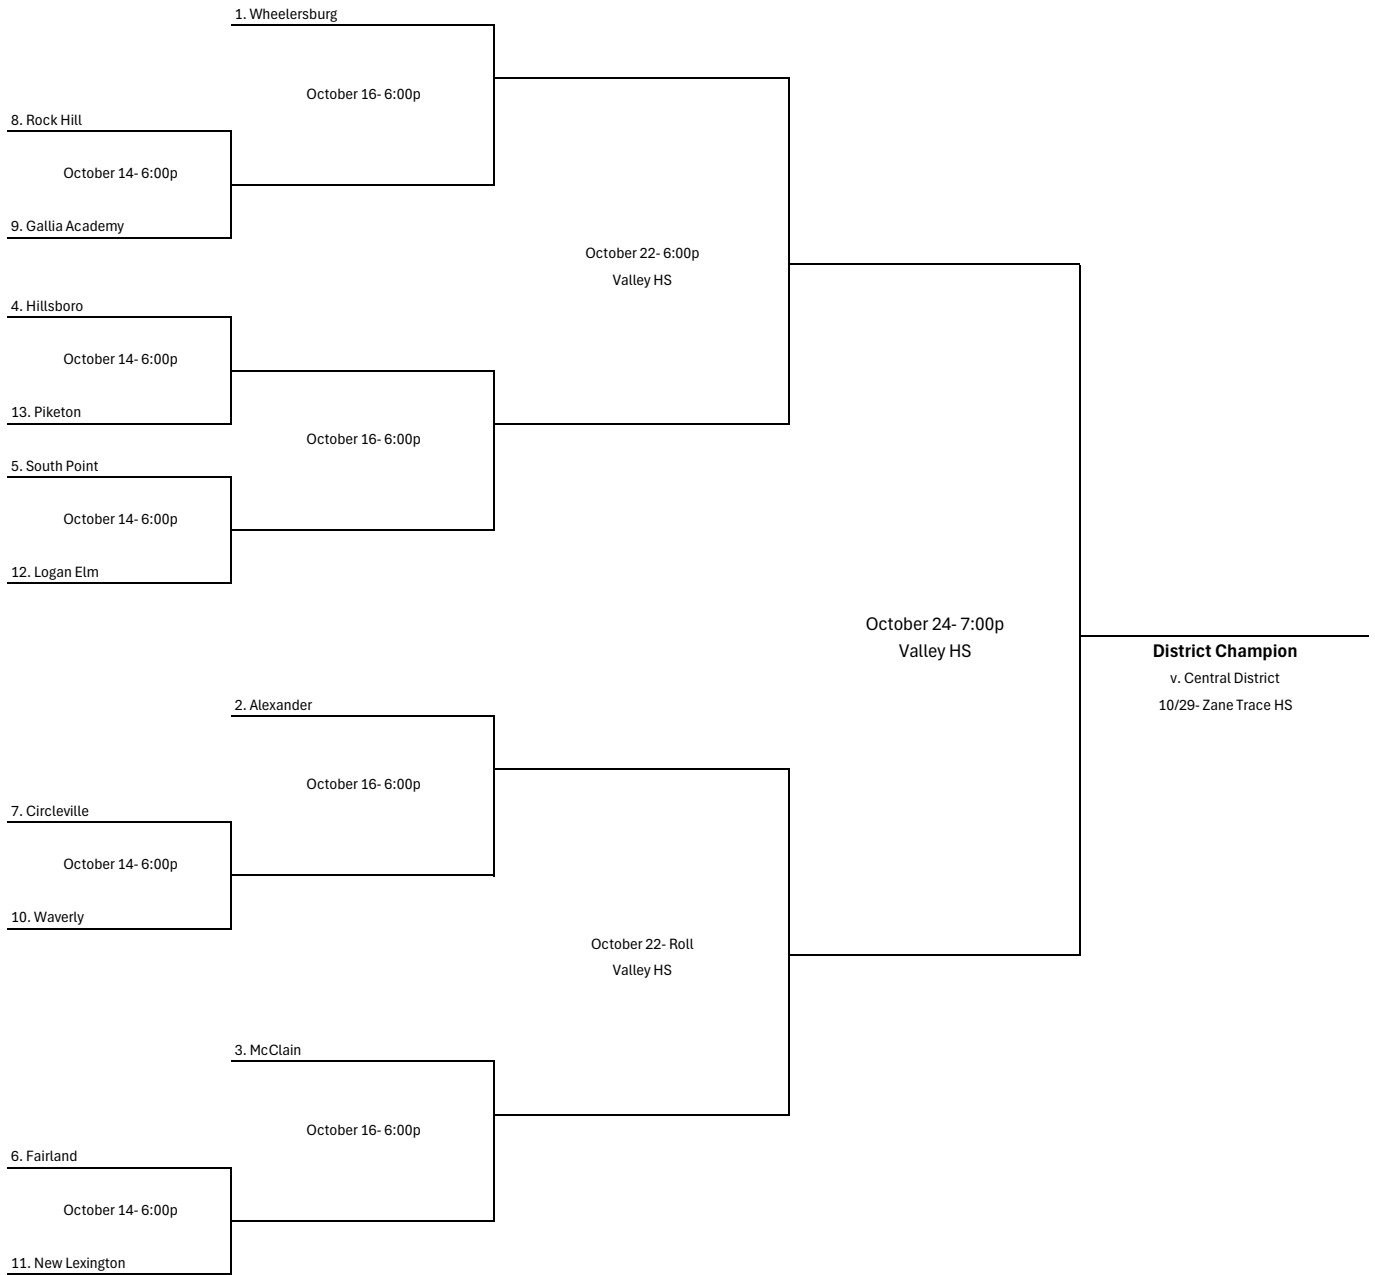 1. Wheelersburg
October 16- 6:00p
8. Rock Hill
October 14- 6:00p
9. Gallia Academy
October 22- 6:00p
Valley HS
4. Hillsboro
October 14- 6:00p
13. Piketon
October 16- 6:00p
5. South Point
October 14- 6:00p
12. Logan Elm
October 24- 7:00p
Valley HS
District Champion
v. Central District
10/29- Zane Trace HS
2. Alexander
October 16- 6:00p
7. Circleville
October 14- 6:00p
10. Waverly
October 22- Roll
Valley HS
3. McClain
October 16- 6:00p
6. Fairland
October 14- 6:00p
11. New Lexington